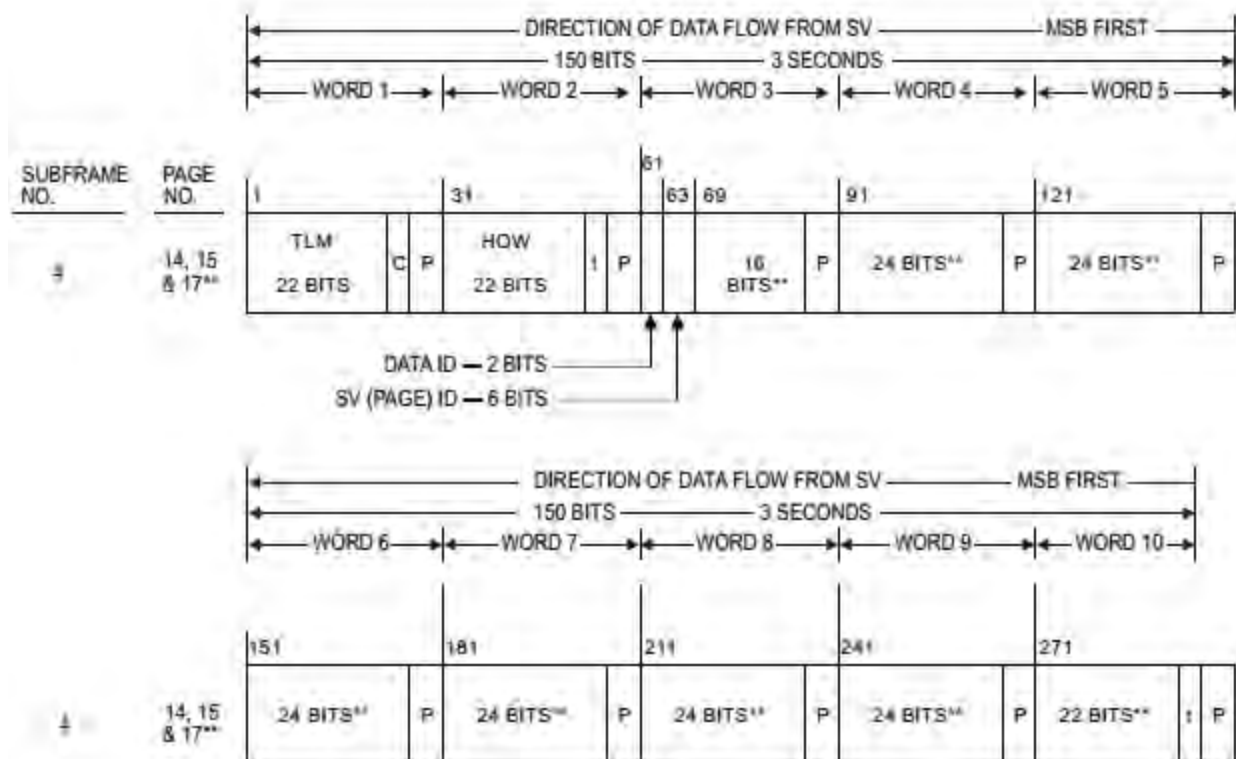 DIRECTION OF DATA FLOW FROM SV MSB FIRST
150 BITS 3 SECONDS
WORD 1 WORD 2 WORD 3 WORD 4 WORD 5
SUBFRAME NO. PAGE NO.
1 31 61 63 69 91 121
14, 15 & 17** TLM 22 BITS C P HOW 22 BITS t P 16 BITS** P 24 BITS** P 24 BITS** P
DATA ID — 2 BITS
SV (PAGE) ID — 6 BITS
DIRECTION OF DATA FLOW FROM SV MSB FIRST
150 BITS 3 SECONDS
WORD 6 WORD 7 WORD 8 WORD 9 WORD 10
151 181 211 241 271
14, 15 & 17** 24 BITS** P 24 BITS** P 24 BITS** P 24 BITS** P 22 BITS** t P